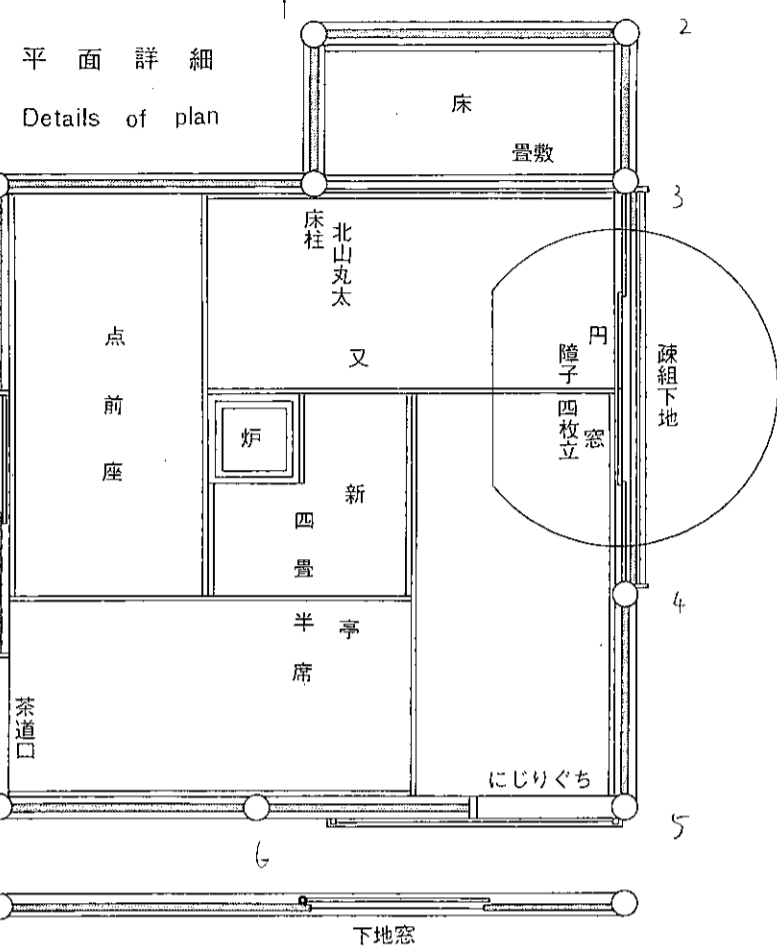 1
2
平面詳細
Details of plan
床
畳敷
3
床柱
北山丸太
点前座
又新亭
四畳半席
炉
円窓
障子四枚立
疎組下地
4
茶道口
にじりぐち
5
6
下地窓